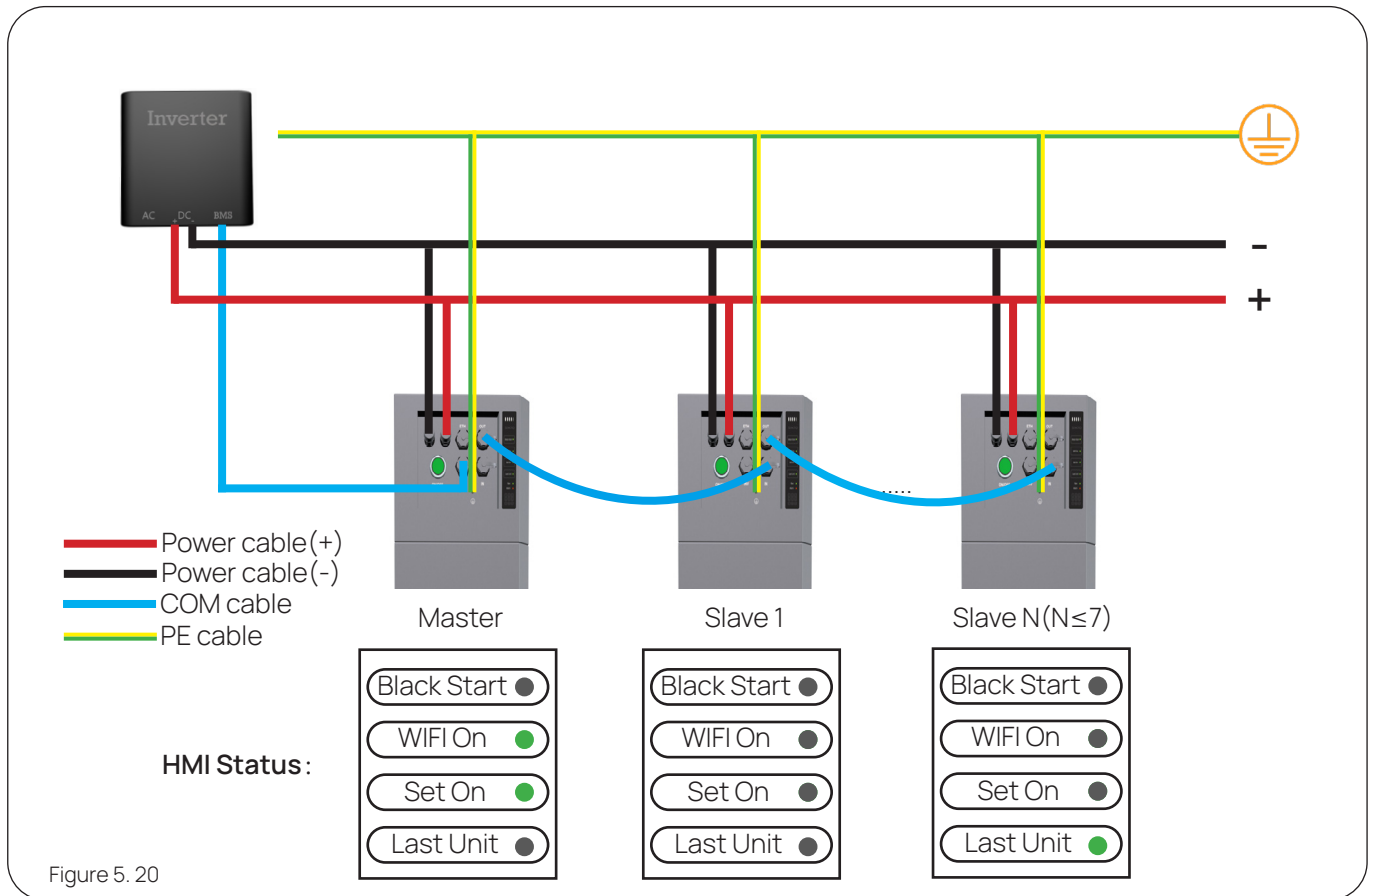 Inverter
AC + DC - BMS
-
+
.....
Power cable(+)
Power cable(-)
COM cable
PE cable
Master
Slave 1
Slave N(N≤7)
Black Start
WIFI On
Set On
Last Unit
Black Start
WIFI On
Set On
Last Unit
Black Start
WIFI On
Set On
Last Unit
HMI Status:
Figure 5. 20